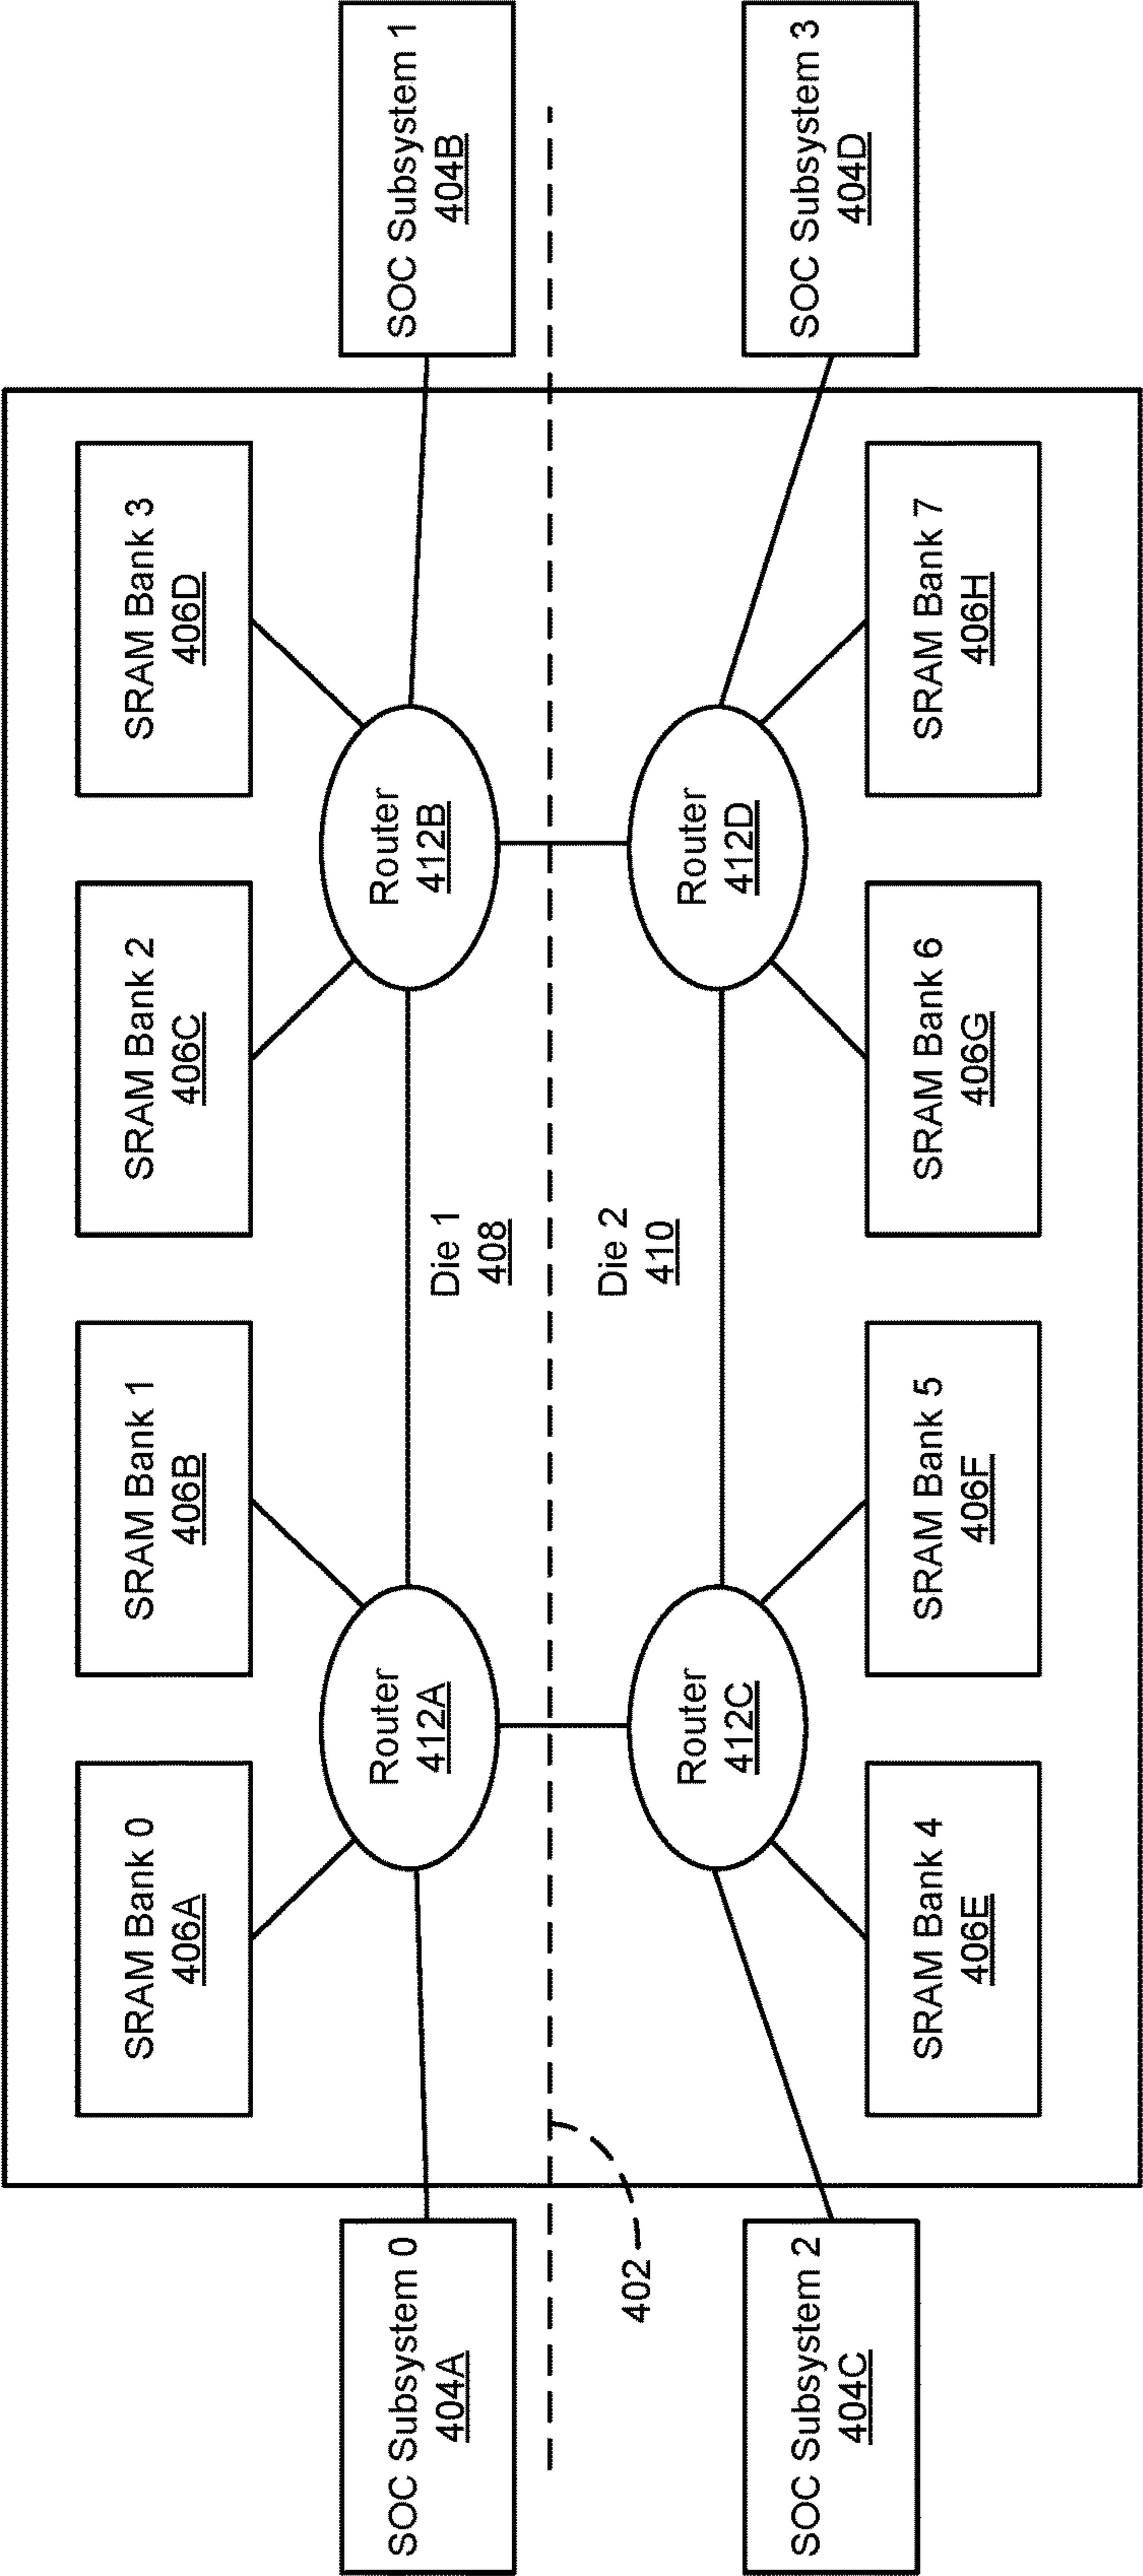 SRAM Bank 0
406A
SRAM Bank 1
406B
SRAM Bank 2
406C
SRAM Bank 3
406D
SOC Subsystem 0
404A
Router
412A
Router
412B
SOC Subsystem 1
404B
Die 1
408
Die 2
410
402
SOC Subsystem 2
404C
Router
412C
Router
412D
SOC Subsystem 3
404D
SRAM Bank 4
406E
SRAM Bank 5
406F
SRAM Bank 6
406G
SRAM Bank 7
406H